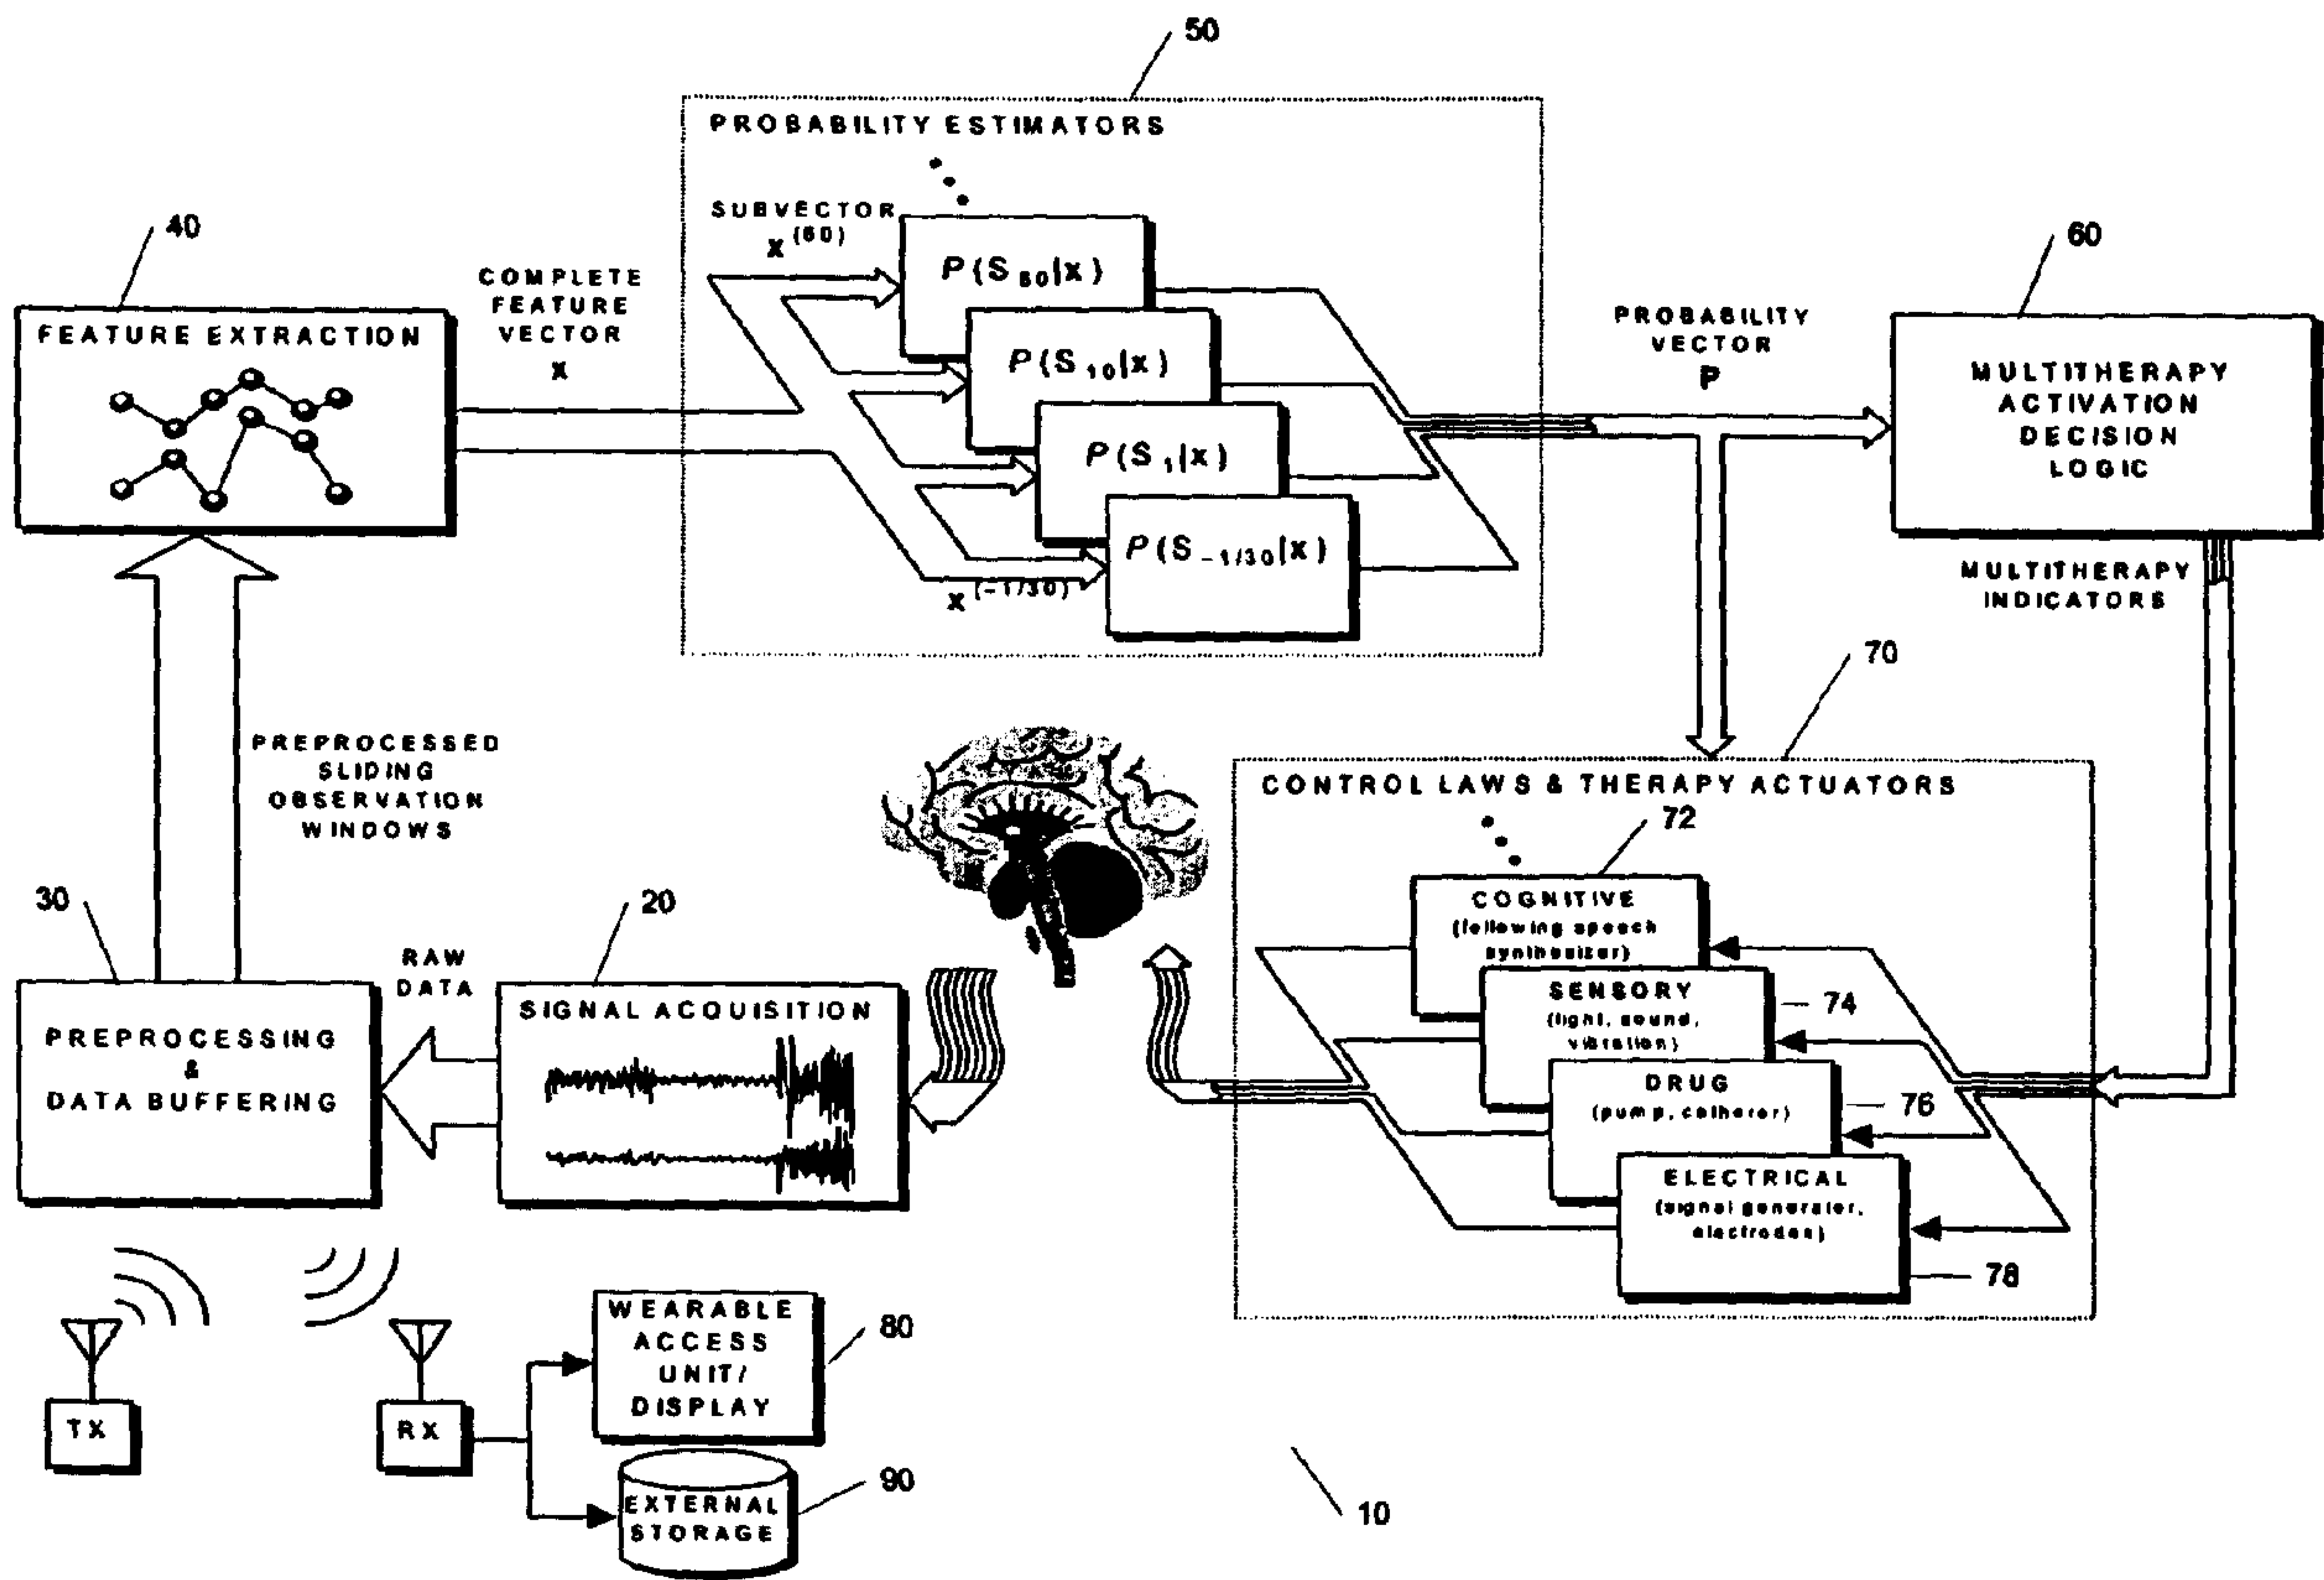 50
PROBABILITY ESTIMATORS
40
SUBVECTOR
x (60)
60
FEATURE EXTRACTION
COMPLETE
FEATURE
VECTOR
x
P(S 60|x)
P(S 10|x)
P(S 1|x)
P(S -1/30|x)
x (-1/30)
PROBABILITY
VECTOR
P
MULTITHERAPY
ACTIVATION
DECISION
LOGIC
MULTITHERAPY
INDICATORS
70
PREPROCESSED
SLIDING
OBSERVATION
WINDOWS
CONTROL LAWS & THERAPY ACTUATORS
72
COGNITIVE
(following speech
synthesizer)
SENSORY
(light, sound,
vibration)
74
DRUG
(pump, catheter)
76
ELECTRICAL
(signal generator,
electrodes)
78
30
RAW
DATA
20
PREPROCESSING
&
DATA BUFFERING
SIGNAL ACQUISITION
TX
RX
WEARABLE
ACCESS
UNIT/
DISPLAY
80
EXTERNAL
STORAGE
90
10